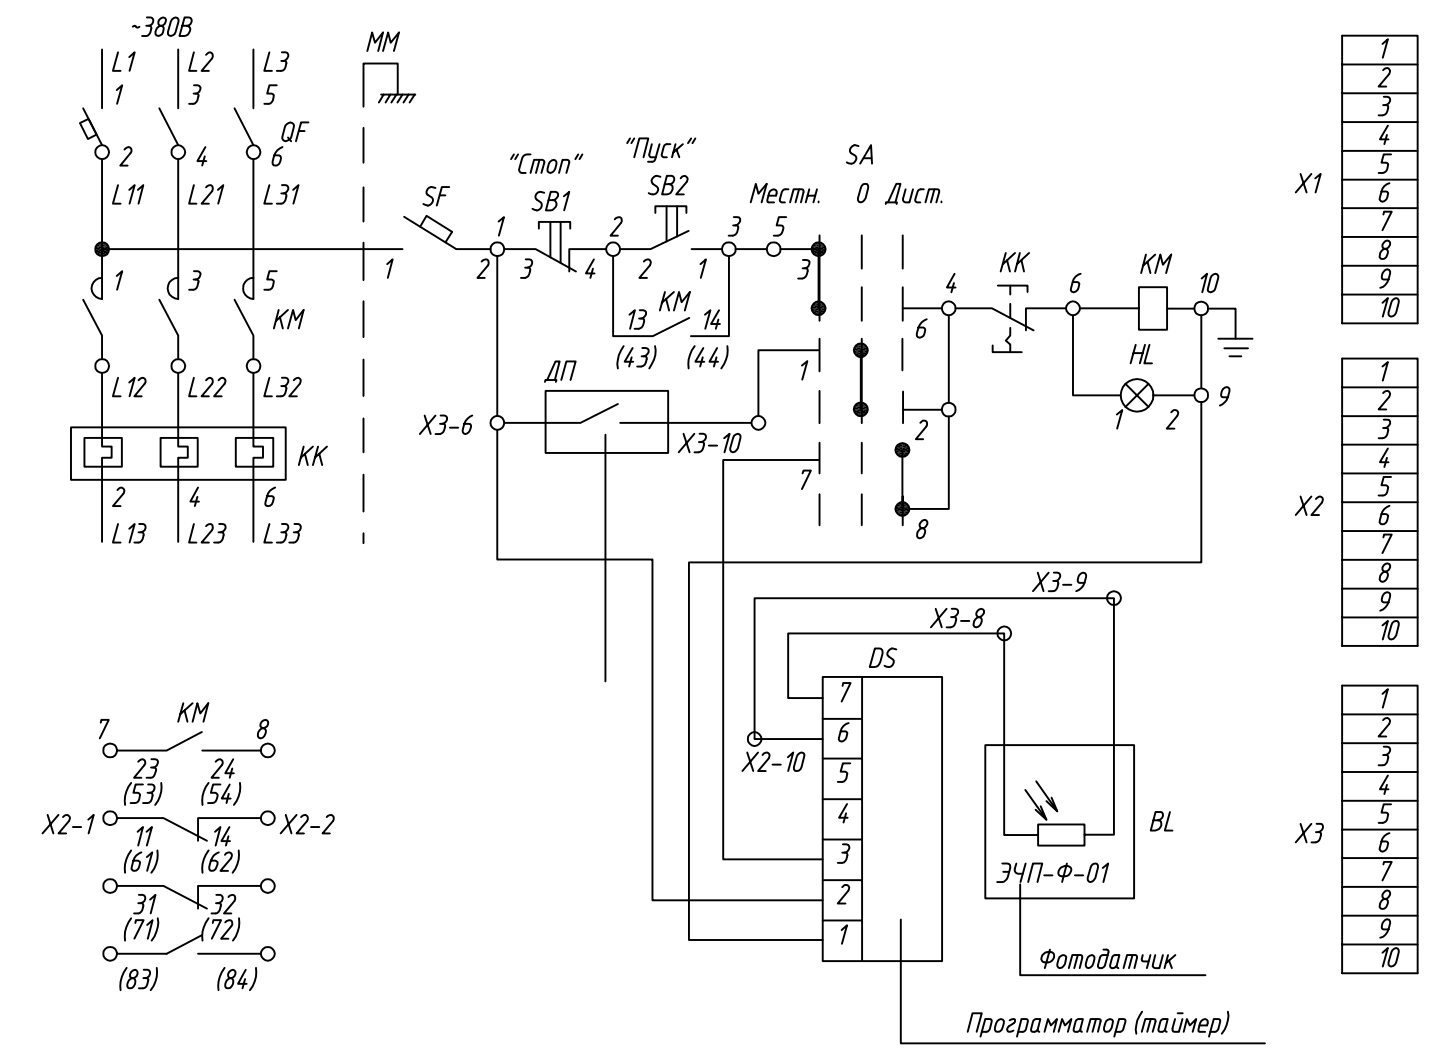 ~380В
L1 L2 L3
1 3 5
QF
2 4 6
L11 L21 L31
1 3 5
КМ
L12 L22 L32
КК
2 4 6
L13 L23 L33
ММ
1
SF
1
2
"Стоп"
SB1
3 4
"Пуск"
SB2
2 3 5
2 1
КМ
13 14
(43) (44)
SA
Местн. 0 Дист.
3
6
1
2
7
8
4
КК
6
КМ
10
HL
1 2
9
ДП
Х3-6
Х3-10
Х3-9
Х3-8
DS
7
6
5
4
3
2
1
Х2-10
BL
ЭЧП-Ф-01
Фотодатчик
Программатор (таймер)
7 КМ 8
23 24
(53) (54)
Х2-1 Х2-2
11 14
(61) (62)
31 32
(71) (72)
(83) (84)
Х1
1
2
3
4
5
6
7
8
9
10
Х2
1
2
3
4
5
6
7
8
9
10
Х3
1
2
3
4
5
6
7
8
9
10